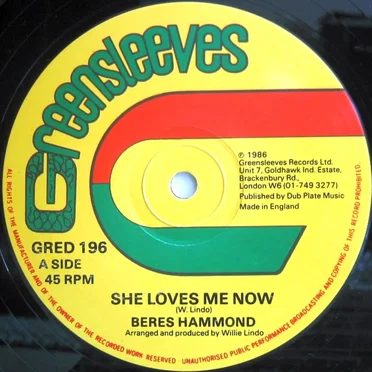 Greensleeves
℗ 1986
Greensleeves Records Ltd.
Unit 7, Goldhawk Ind. Estate,
Brackenbury Rd.,
London W6 (01-749 3277)
Published by Dub Plate Music
Made in England
GRED 196
A SIDE
45 RPM
SHE LOVES ME NOW
(W. Lindo)
BERES HAMMOND
Arranged and produced by Willie Lindo
ALL RIGHTS OF THE MANUFACTURER AND OF THE OWNER OF THE RECORDED WORK RESERVED · UNAUTHORISED PUBLIC PERFORMANCE BROADCASTING AND COPYING OF THIS RECORD PROHIBITED.